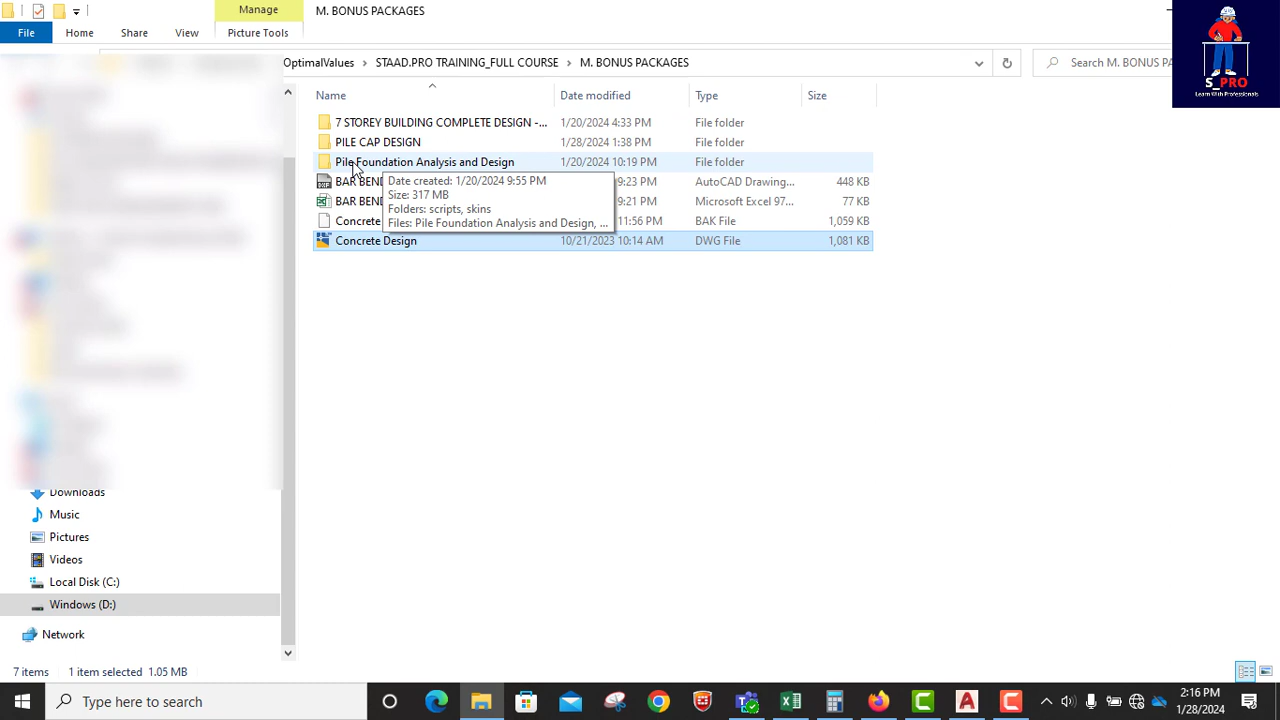 Manage
M. BONUS PACKAGES
File
Home
Share
View
Picture Tools
OptimalValues
STAAD.PRO TRAINING_FULL COURSE
M. BONUS PACKAGES
Search M. BONUS PA
S_PRO
Learn With Professionals
Name
Date modified
Type
Size
7 STOREY BUILDING COMPLETE DESIGN -...
1/20/2024 4:33 PM
File folder
PILE CAP DESIGN
1/28/2024 1:38 PM
File folder
Pile Foundation Analysis and Design
1/20/2024 10:19 PM
File folder
BAR BEND
9:23 PM
AutoCAD Drawing...
448 KB
BAR BEND
9:21 PM
Microsoft Excel 97...
77 KB
Concrete
11:56 PM
BAK File
1,059 KB
Concrete Design
10/21/2023 10:14 AM
DWG File
1,081 KB
Date created: 1/20/2024 9:55 PM
Size: 317 MB
Folders: scripts, skins
Files: Pile Foundation Analysis and Design, ...
Downloads
Music
Pictures
Videos
Local Disk (C:)
Windows (D:)
Network
7 items
1 item selected 1.05 MB
Type here to search
2:16 PM
1/28/2024